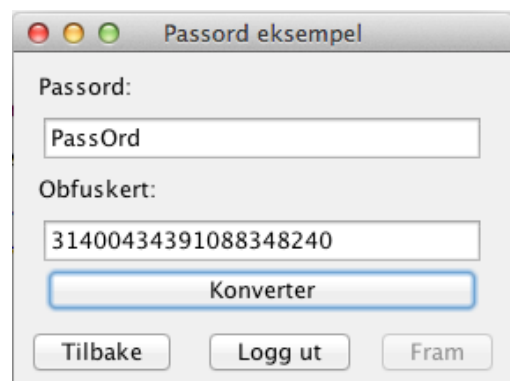 Passord eksempel
Passord:
PassOrd
Obfuskert:
31400434391088348240
Konverter
Tilbake Logg ut Fram